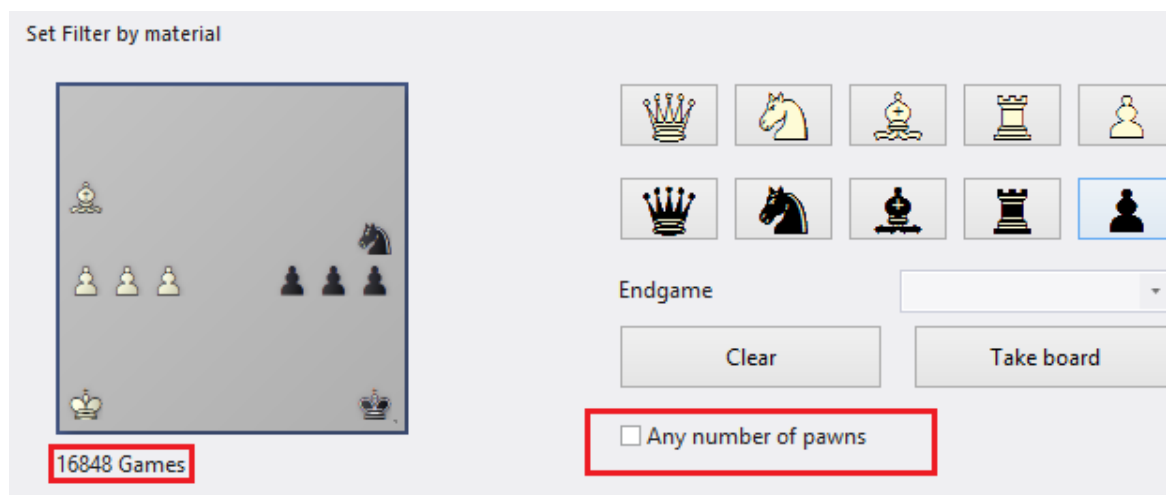 Set Filter by material
Endgame
Clear
Take board
Any number of pawns
16848 Games